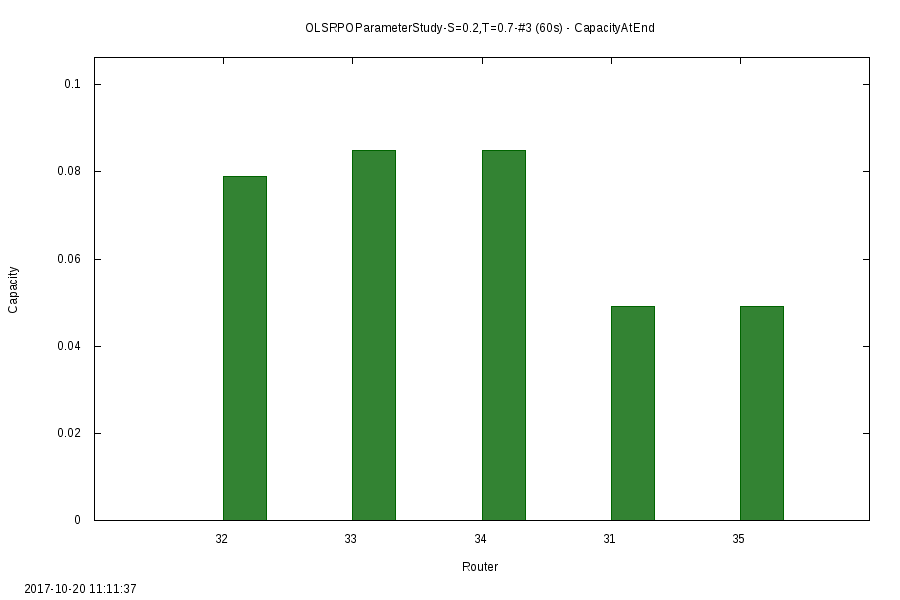 OLSRPOParameterStudy-S=0.2,T=0.7-#3 (60s) - CapacityAtEnd
0.1
0.08
0.06
0.04
0.02
0
Capacity
32 33 34 31 35
Router
2017-10-20 11:11:37